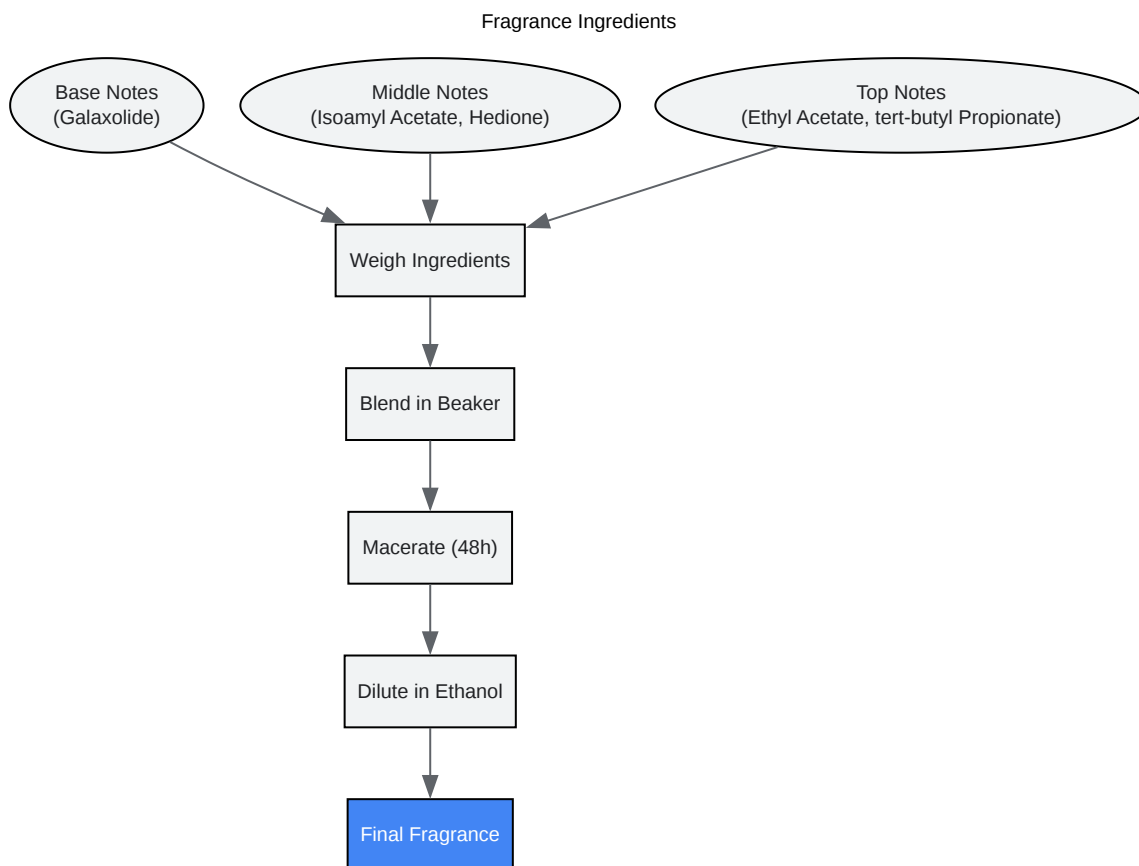 Fragrance Ingredients
Base Notes
(Galaxolide)
Middle Notes
(Isoamyl Acetate, Hedione)
Top Notes
(Ethyl Acetate, tert-butyl Propionate)
Weigh Ingredients
Blend in Beaker
Macerate (48h)
Dilute in Ethanol
Final Fragrance